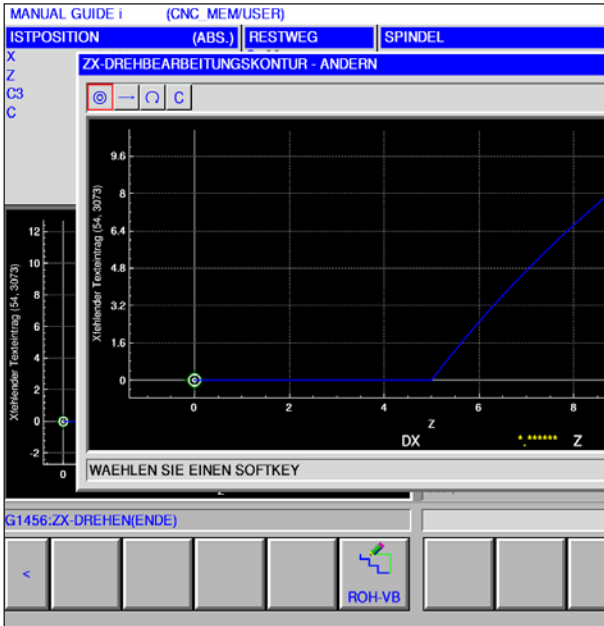 MANUAL GUIDE i (CNC_MEM/USER)
ISTPOSITION (ABS.) RESTWEG SPINDEL
X
Z
C3
C
ZX-DREHBEARBEITUNGSKONTUR - ANDERN
C
9.6
8
6.4
4.8
3.2
1.6
0
Xfehlender Texteintrag (54, 3073)
0 2 4 6 8
Z
DX *.****** Z
12
10
8
6
4
2
0
-2
Xfehlender Texteintrag (54, 3073)
0
WAEHLEN SIE EINEN SOFTKEY
G1456:ZX-DREHEN(ENDE)
<
ROH-VB